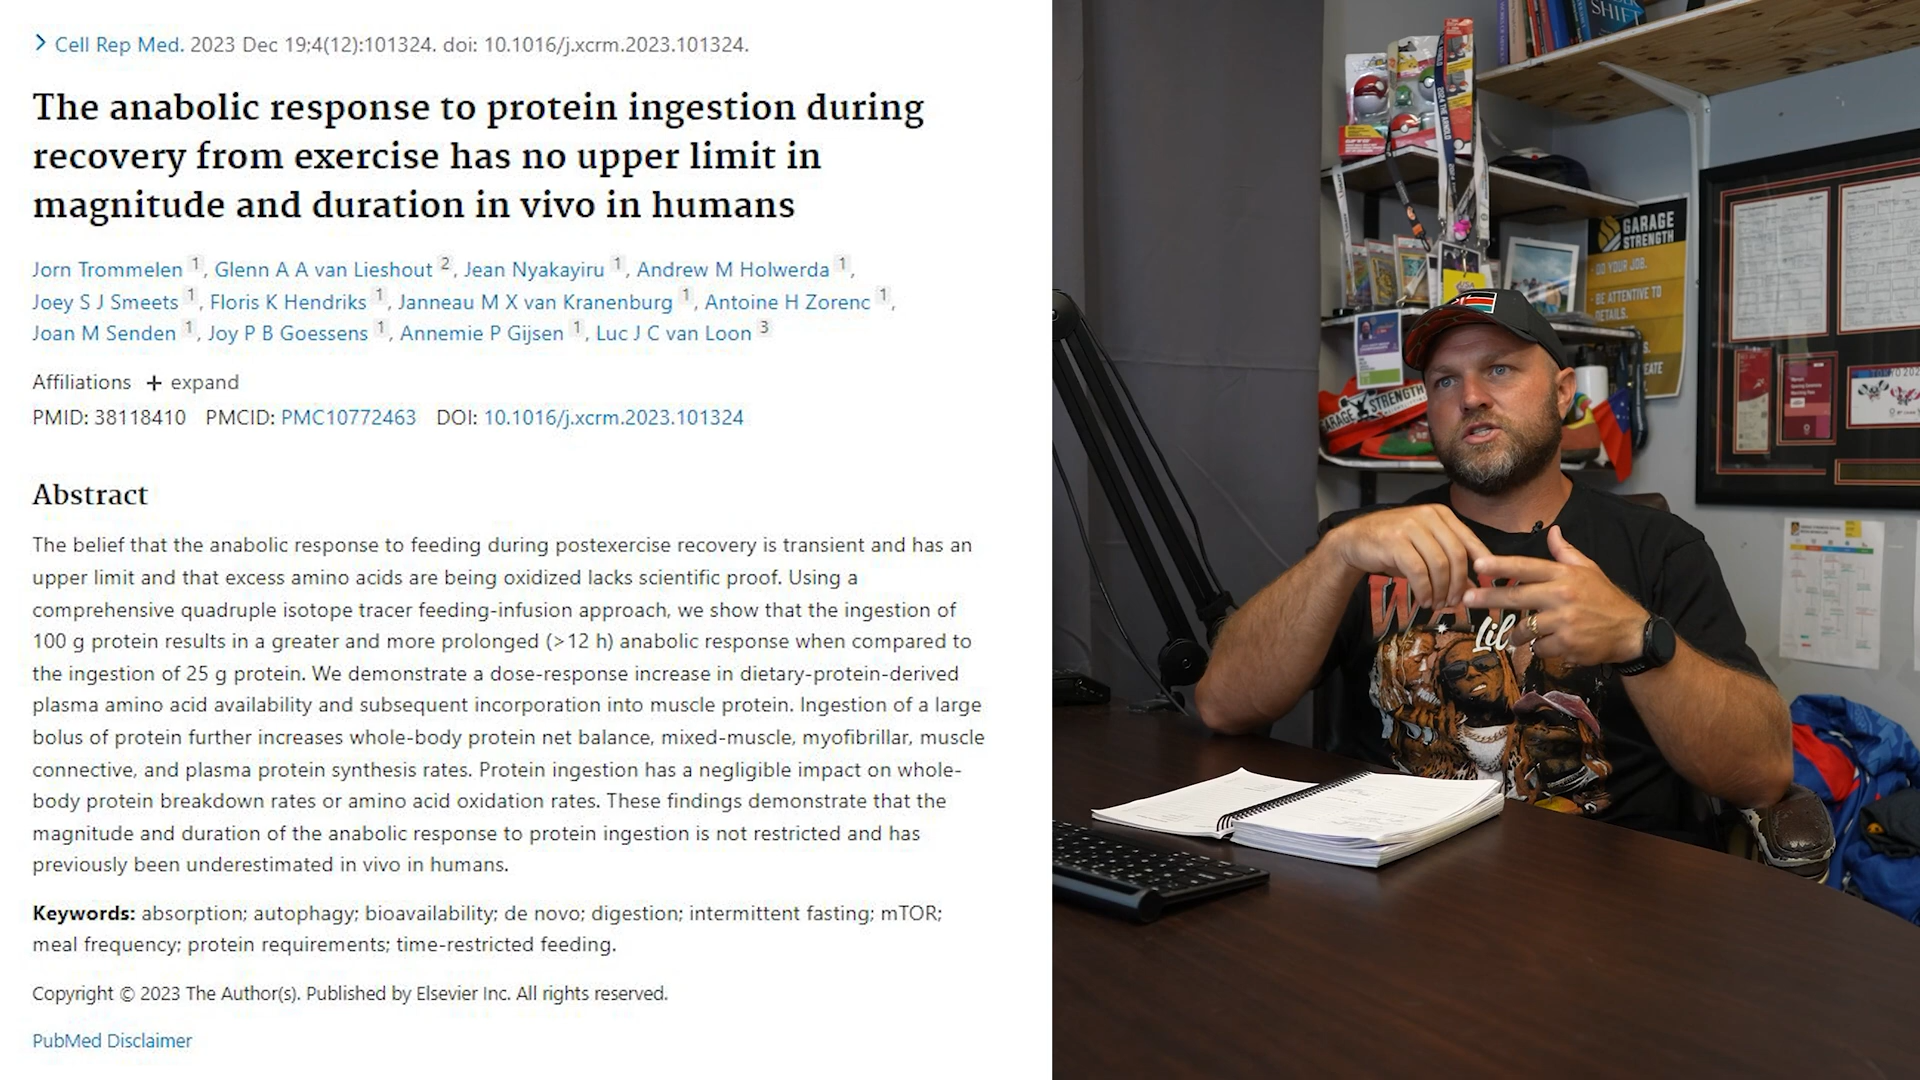 Cell Rep Med. 2023 Dec 19;4(12):101324. doi: 10.1016/j.xcrm.2023.101324.
The anabolic response to protein ingestion during
recovery from exercise has no upper limit in
magnitude and duration in vivo in humans
Jorn Trommelen 1, Glenn A A van Lieshout 2, Jean Nyakayiru 1, Andrew M Holwerda 1,
Joey S J Smeets 1, Floris K Hendriks 1, Janneau M X van Kranenburg 1, Antoine H Zorenc 1,
Joan M Senden 1, Joy P B Goessens 1, Annemie P Gijsen 1, Luc J C van Loon 3
Affiliations + expand
PMID: 38118410 PMCID: PMC10772463 DOI: 10.1016/j.xcrm.2023.101324
Abstract
The belief that the anabolic response to feeding during postexercise recovery is transient and has an
upper limit and that excess amino acids are being oxidized lacks scientific proof. Using a
comprehensive quadruple isotope tracer feeding-infusion approach, we show that the ingestion of
100 g protein results in a greater and more prolonged (>12 h) anabolic response when compared to
the ingestion of 25 g protein. We demonstrate a dose-response increase in dietary-protein-derived
plasma amino acid availability and subsequent incorporation into muscle protein. Ingestion of a large
bolus of protein further increases whole-body protein net balance, mixed-muscle, myofibrillar, muscle
connective, and plasma protein synthesis rates. Protein ingestion has a negligible impact on whole-
body protein breakdown rates or amino acid oxidation rates. These findings demonstrate that the
magnitude and duration of the anabolic response to protein ingestion is not restricted and has
previously been underestimated in vivo in humans.
Keywords: absorption; autophagy; bioavailability; de novo; digestion; intermittent fasting; mTOR;
meal frequency; protein requirements; time-restricted feeding.
Copyright © 2023 The Author(s). Published by Elsevier Inc. All rights reserved.
PubMed Disclaimer
SHIFT
GARAGE
STRENGTH
- DO YOUR JOB.
- BE ATTENTIVE TO
DETAILS.
GARAGE STRENGTH
TOKYO 202
Lil